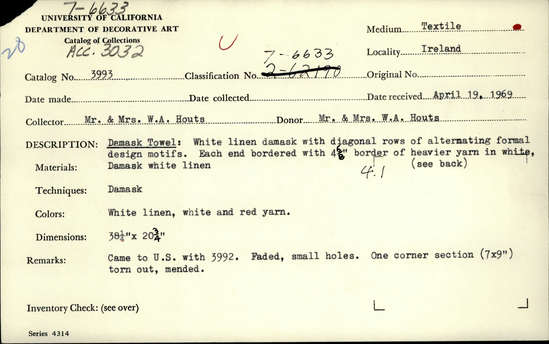 7-6633
UNIVERSITY OF CALIFORNIA
DEPARTMENT OF DECORATIVE ART
Catalog of Collections
ACC. 3032
20
U
Medium Textile
Locality Ireland
7-6633
Catalog No. 3993 Classification No. 2-62190 Original No.
Date made Date collected Date received April 19, 1969
Collector Mr. & Mrs. W.A. Houts Donor Mr. & Mrs. W.A. Houts
DESCRIPTION: Damask Towel: White linen damask with diagonal rows of alternating formal
design motifs. Each end bordered with 4⅝" border of heavier yarn in white,
Materials: Damask white linen (see back)
4.1
Techniques: Damask
Colors: White linen, white and red yarn.
Dimensions: 38¼"x 20¾"
Remarks: Came to U.S. with 3992. Faded, small holes. One corner section (7x9")
torn out, mended.
Inventory Check: (see over)
Series 4314